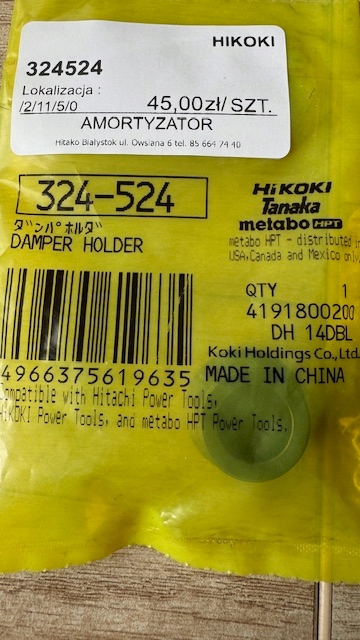 HIKOKI
324524
Lokalizacja :
/2/11/5/0
45,00zł/ SZT.
AMORTYZATOR
Hitako Białystok ul. Owsiana 6 tel. 85 664 74 40
324-524
HiKOKI
ダンパ ホルダ
Tanaka
DAMPER HOLDER
metabo HPT
metabo HPT - distributed in
USA,Canada and Mexico only.
QTY 1
4191800200
DH 14DBL
Koki Holdings Co.,Ltd.
4966375619635
MADE IN CHINA
Compatible with Hitachi Power Tools,
HiKOKI Power Tools, and metabo HPT Power Tools.